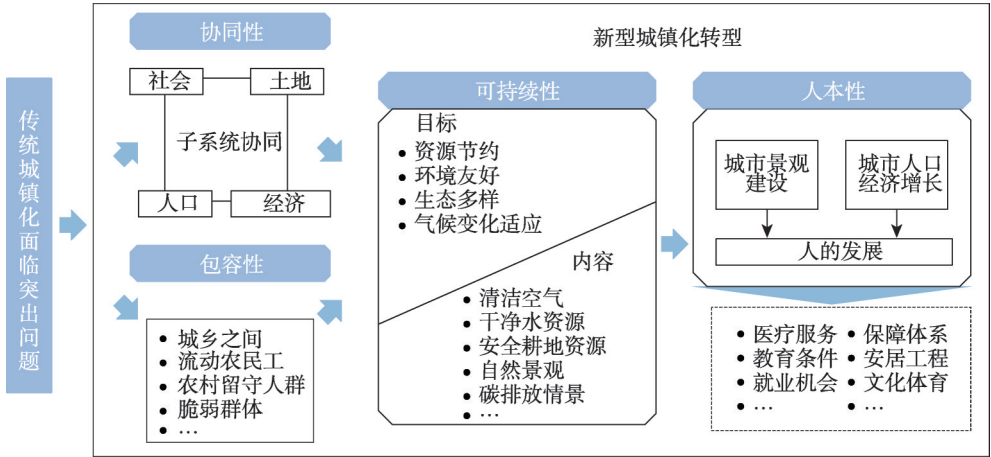 传统城镇化面临突出问题
新型城镇化转型
协同性
社会
土地
子系统协同
人口
经济
包容性
• 城乡之间
• 流动农民工
• 农村留守人群
• 脆弱群体
• …
可持续性
目标
• 资源节约
• 环境友好
• 生态多样
• 气候变化适应
内容
• 清洁空气
• 干净水资源
• 安全耕地资源
• 自然景观
• 碳排放情景
• …
人本性
城市景观
建设
城市人口
经济增长
人的发展
• 医疗服务
• 教育条件
• 就业机会
• …
• 保障体系
• 安居工程
• 文化体育
• …